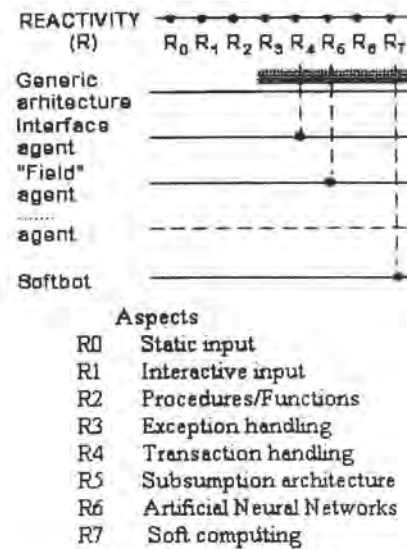 REACTIVITY
(R) R0 R1 R2 R3 R4 R5 R6 R7
Generic
arhitecture
Interface
agent
"Field"
agent
.......
agent
Softbot
Aspects
R0 Static input
R1 Interactive input
R2 Procedures/Functions
R3 Exception handling
R4 Transaction handling
R5 Subsumption architecture
R6 Artificial Neural Networks
R7 Soft computing